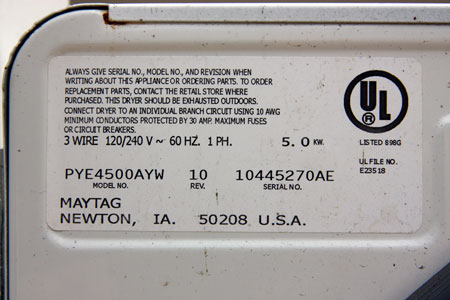 ALWAYS GIVE SERIAL NO., MODEL NO., AND REVISION WHEN
WRITING ABOUT THIS APPLIANCE OR ORDERING PARTS. TO ORDER
REPLACEMENT PARTS, CONTACT THE RETAIL STORE WHERE
PURCHASED. THIS DRYER SHOULD BE EXHAUSTED OUTDOORS.
CONNECT DRYER TO AN INDIVIDUAL BRANCH CIRCUIT USING 10 AWG
MINIMUM CONDUCTORS PROTECTED BY 30 AMP. MAXIMUM FUSES
OR CIRCUIT BREAKERS.
3 WIRE 120/240 V ~ 60 HZ. 1 PH. 5.0 KW.
UL
®
LISTED 898G
UL FILE NO.
E23518
PYE4500AYW 10 10445270AE
MODEL NO. REV. SERIAL NO.
MAYTAG
NEWTON, IA. 50208 U.S.A.